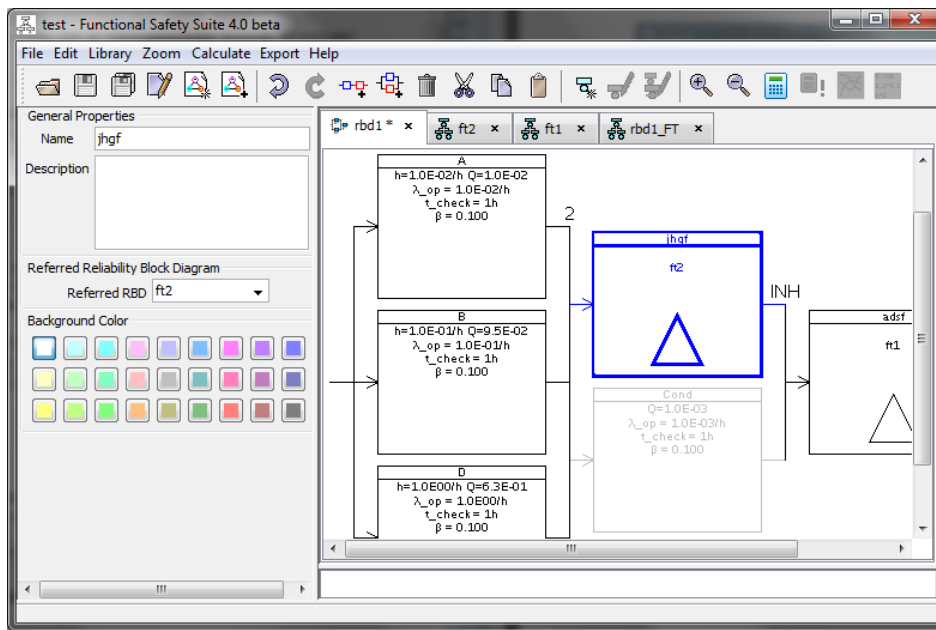 test - Functional Safety Suite 4.0 beta
File Edit Library Zoom Calculate Export Help
General Properties
Name jhgf
Description
Referred Reliability Block Diagram
Referred RBD ft2
Background Color
rbd1 * x ft2 x ft1 x rbd1_FT x
A
h=1.0E-02/h Q=1.0E-02
λ_op = 1.0E-02/h
t_check= 1h
β = 0.100
2
jhgf
ft2
INH
B
h=1.0E-01/h Q=9.5E-02
λ_op = 1.0E-01/h
t_check= 1h
β = 0.100
adsf
ft1
Cond
Q=1.0E-03
λ_op = 1.0E-03/h
t_check= 1h
β = 0.100
D
h=1.0E00/h Q=6.3E-01
λ_op = 1.0E00/h
t_check= 1h
β = 0.100